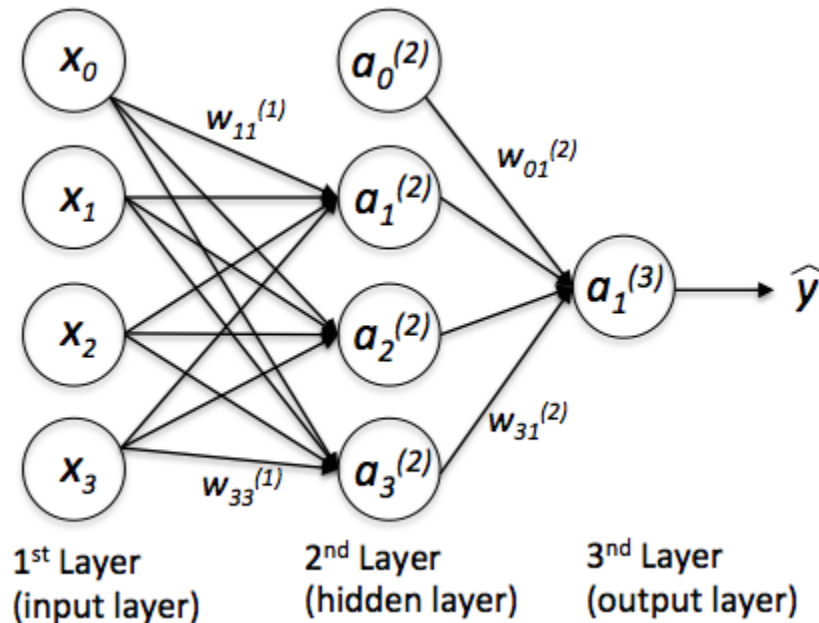 x₀
a₀⁽²⁾
w₁₁⁽¹⁾
w₀₁⁽²⁾
x₁
a₁⁽²⁾
a₁⁽³⁾
ŷ
x₂
a₂⁽²⁾
w₃₁⁽²⁾
x₃
w₃₃⁽¹⁾
a₃⁽²⁾
1ˢᵗ Layer
(input layer)
2ⁿᵈ Layer
(hidden layer)
3ⁿᵈ Layer
(output layer)